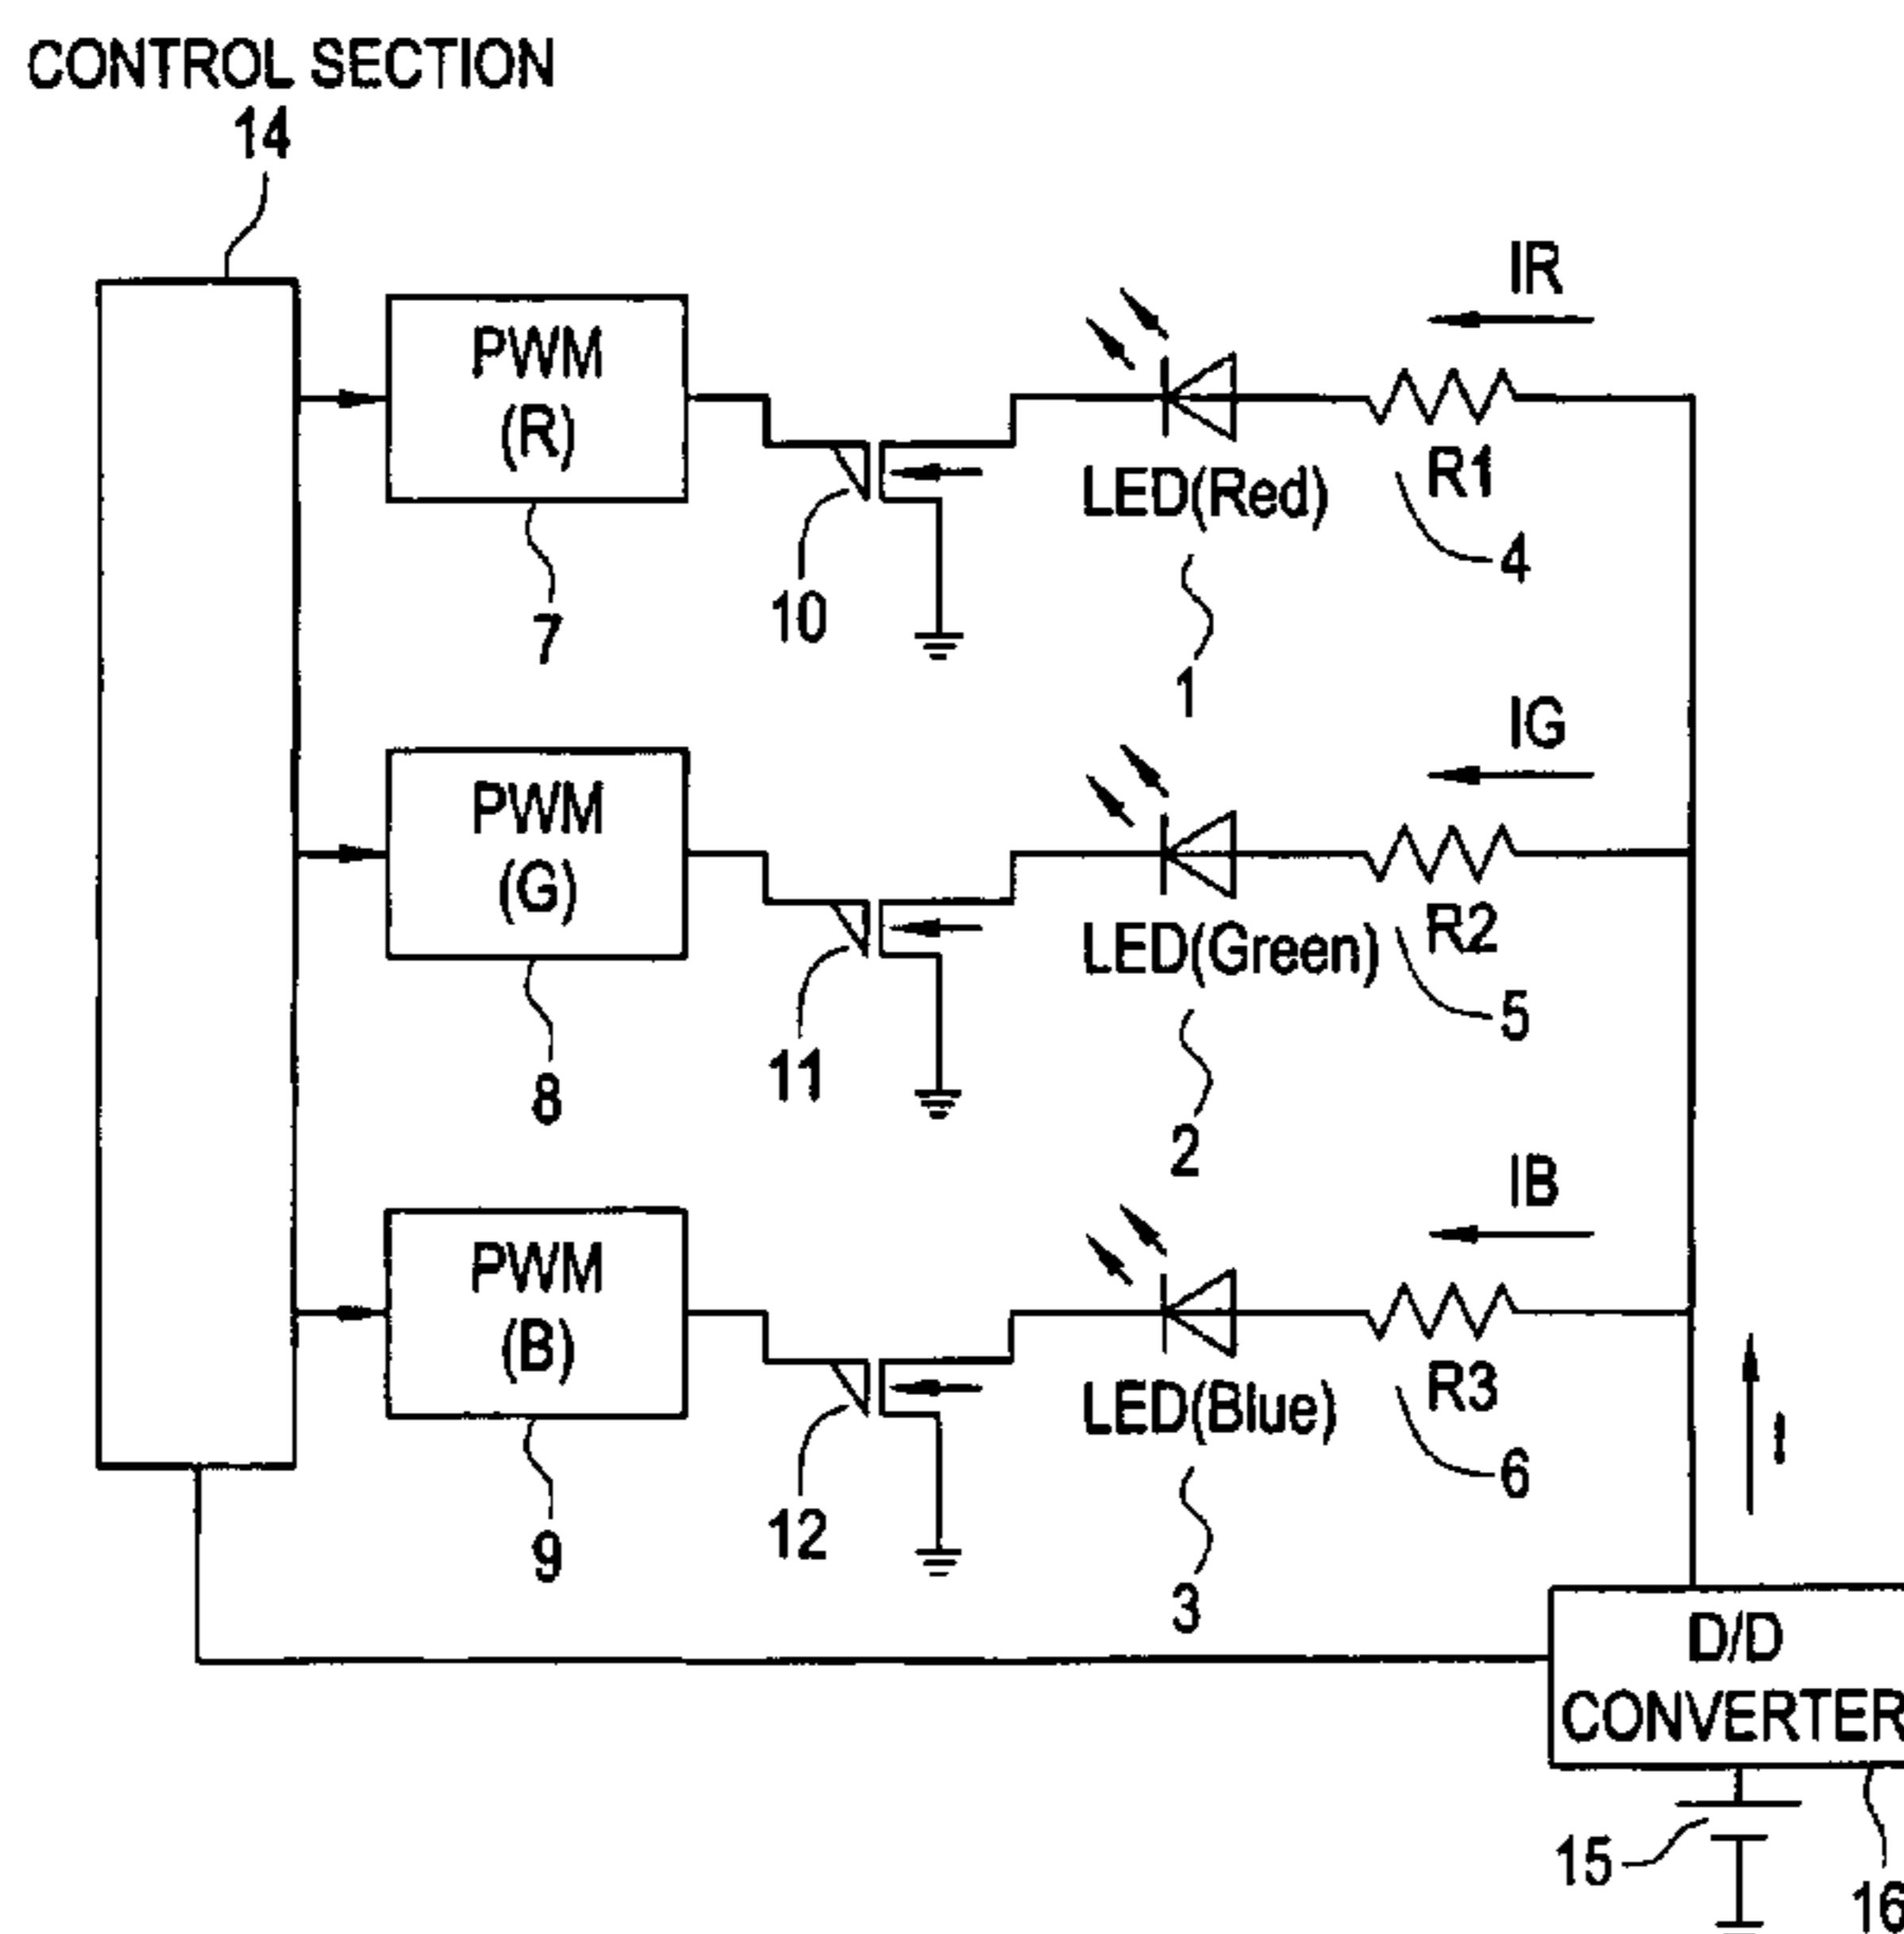 CONTROL SECTION
14
PWM
(R)
7
10
LED(Red)
1
IR
R1
4
PWM
(G)
8
11
LED(Green)
2
IG
R2
5
PWM
(B)
9
12
LED(Blue)
3
IB
R3
6
I
D/D
CONVERTER
15
16